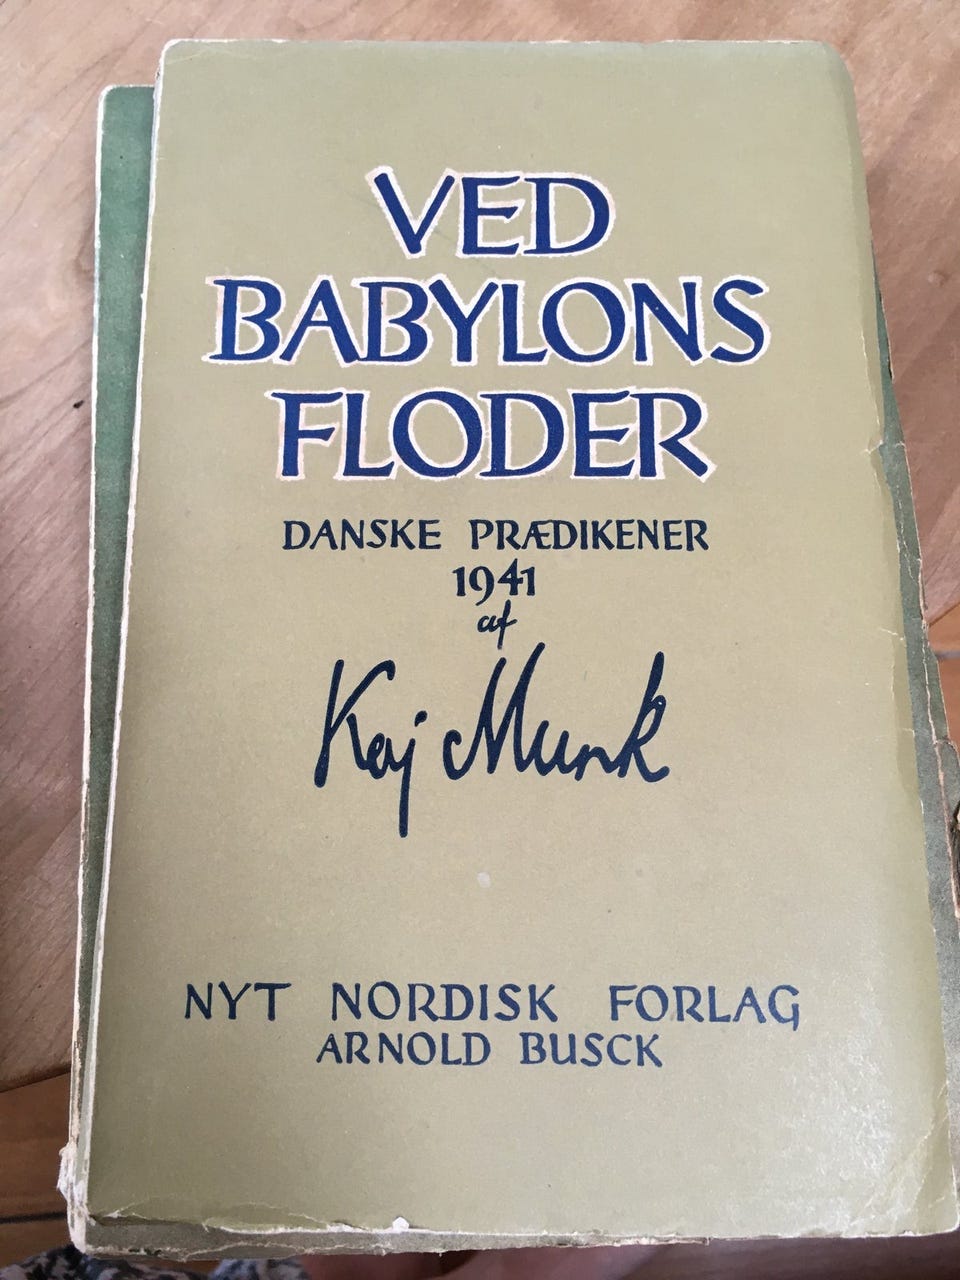 VED
BABYLONS
FLODER
DANSKE PRÆDIKENER
1941
af
Kaj Munk
NYT NORDISK FORLAG
ARNOLD BUSCK